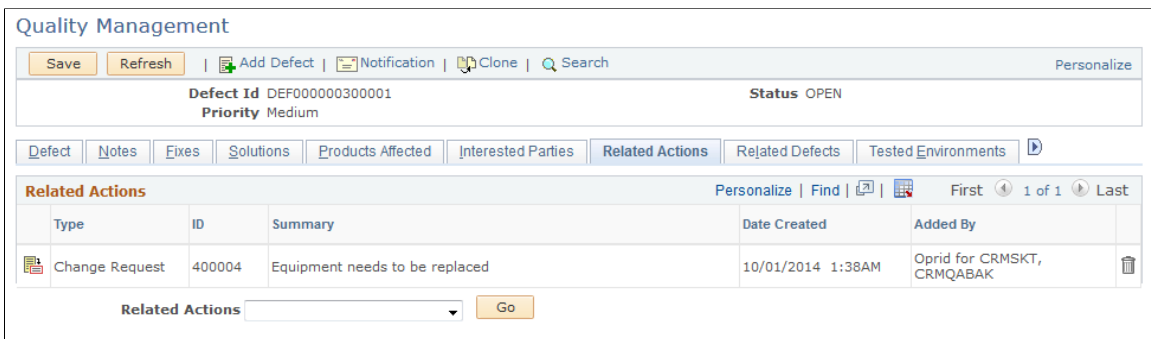 Quality Management
Save Refresh | Add Defect | Notification | Clone | Search Personalize
Defect Id DEF000000300001 Status OPEN
Priority Medium
Defect Notes Fixes Solutions Products Affected Interested Parties Related Actions Related Defects Tested Environments
Related Actions Personalize | Find | | First 1 of 1 Last
Type ID Summary Date Created Added By
Change Request 400004 Equipment needs to be replaced 10/01/2014 1:38AM Oprid for CRMSKT,
CRMQABAK
Related Actions Go